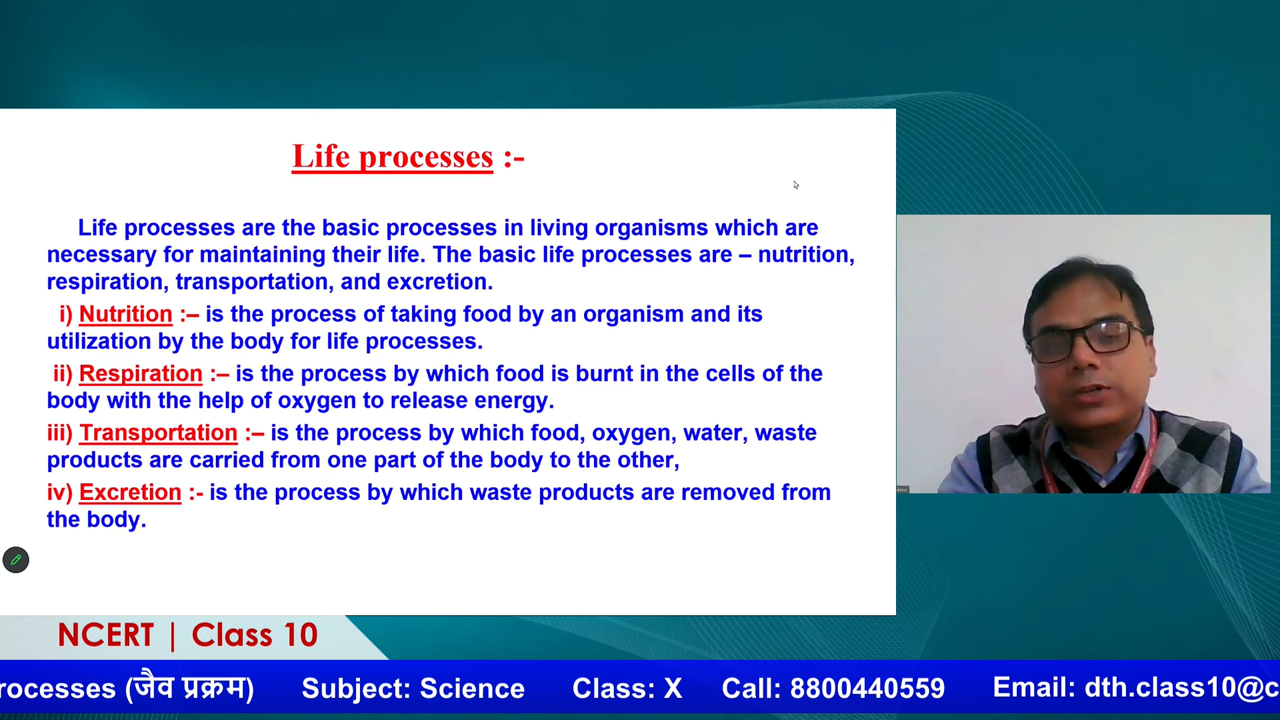 Life processes :-
Life processes are the basic processes in living organisms which are
necessary for maintaining their life. The basic life processes are – nutrition,
respiration, transportation, and excretion.
i) Nutrition :– is the process of taking food by an organism and its
utilization by the body for life processes.
ii) Respiration :– is the process by which food is burnt in the cells of the
body with the help of oxygen to release energy.
iii) Transportation :– is the process by which food, oxygen, water, waste
products are carried from one part of the body to the other,
iv) Excretion :- is the process by which waste products are removed from
the body.
NCERT | Class 10
rocesses (जैव प्रक्रम) Subject: Science Class: X Call: 8800440559 Email: dth.class10@c